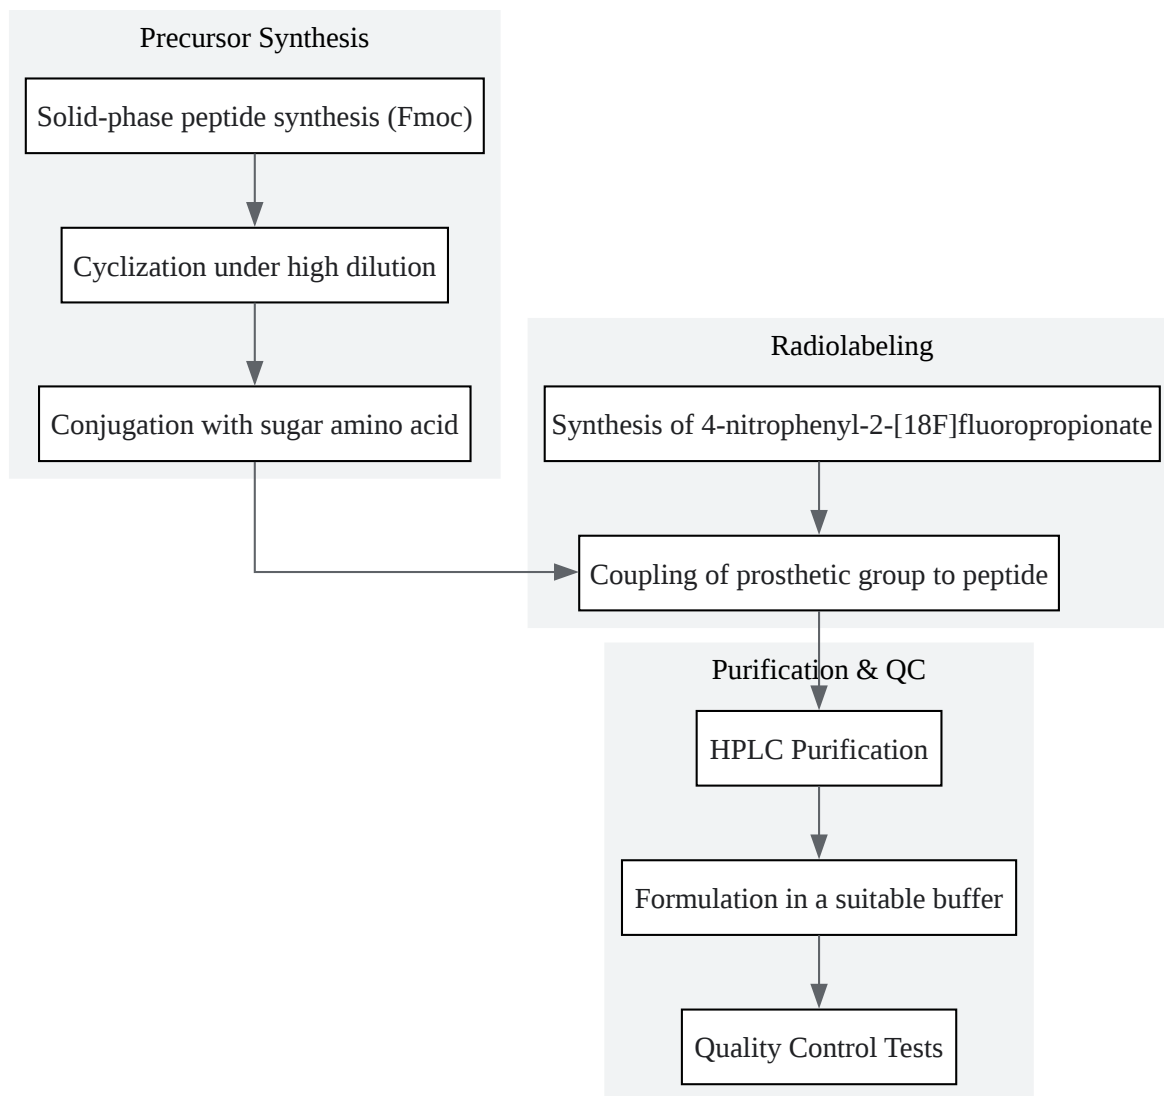 Precursor Synthesis
Solid-phase peptide synthesis (Fmoc)
Cyclization under high dilution
Conjugation with sugar amino acid
Radiolabeling
Synthesis of 4-nitrophenyl-2-[18F]fluoropropionate
Coupling of prosthetic group to peptide
Purification & QC
HPLC Purification
Formulation in a suitable buffer
Quality Control Tests